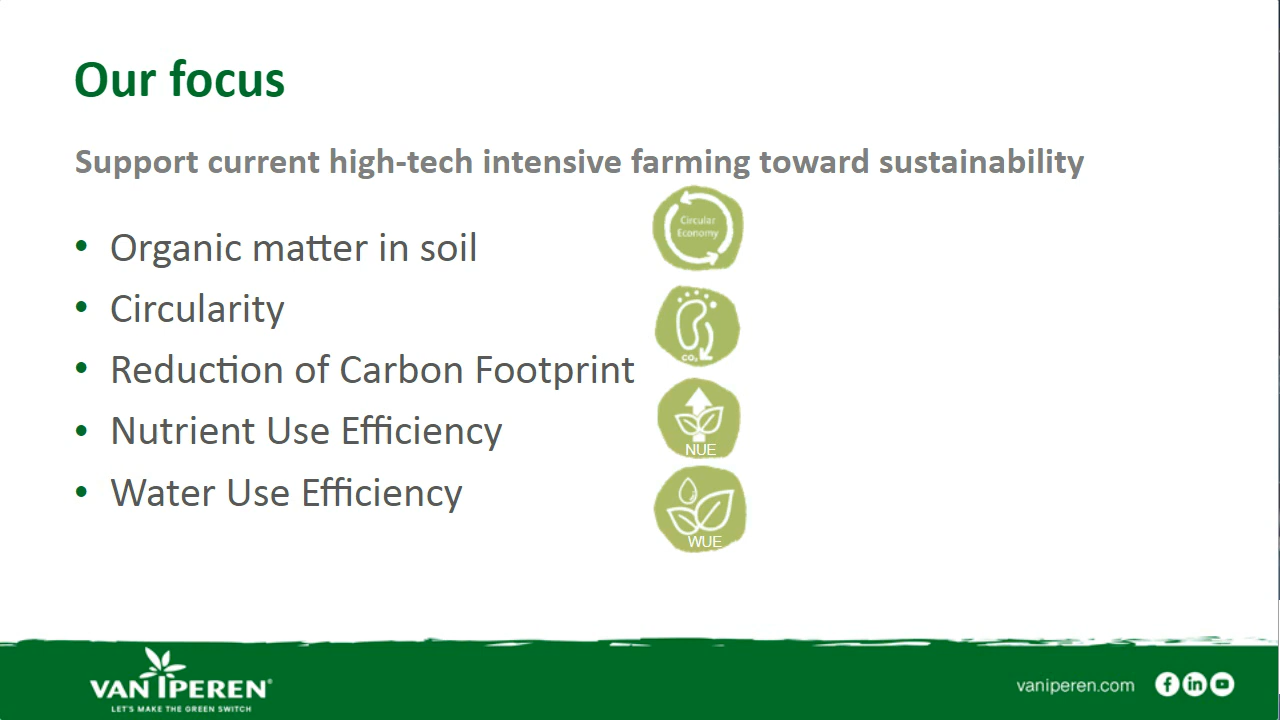 Our focus
Support current high-tech intensive farming toward sustainability
• Organic matter in soil
• Circularity
• Reduction of Carbon Footprint
• Nutrient Use Efficiency
• Water Use Efficiency
Circular
Economy
CO₂
NUE
WUE
VAN IPEREN®
LET'S MAKE THE GREEN SWITCH
vaniperen.com